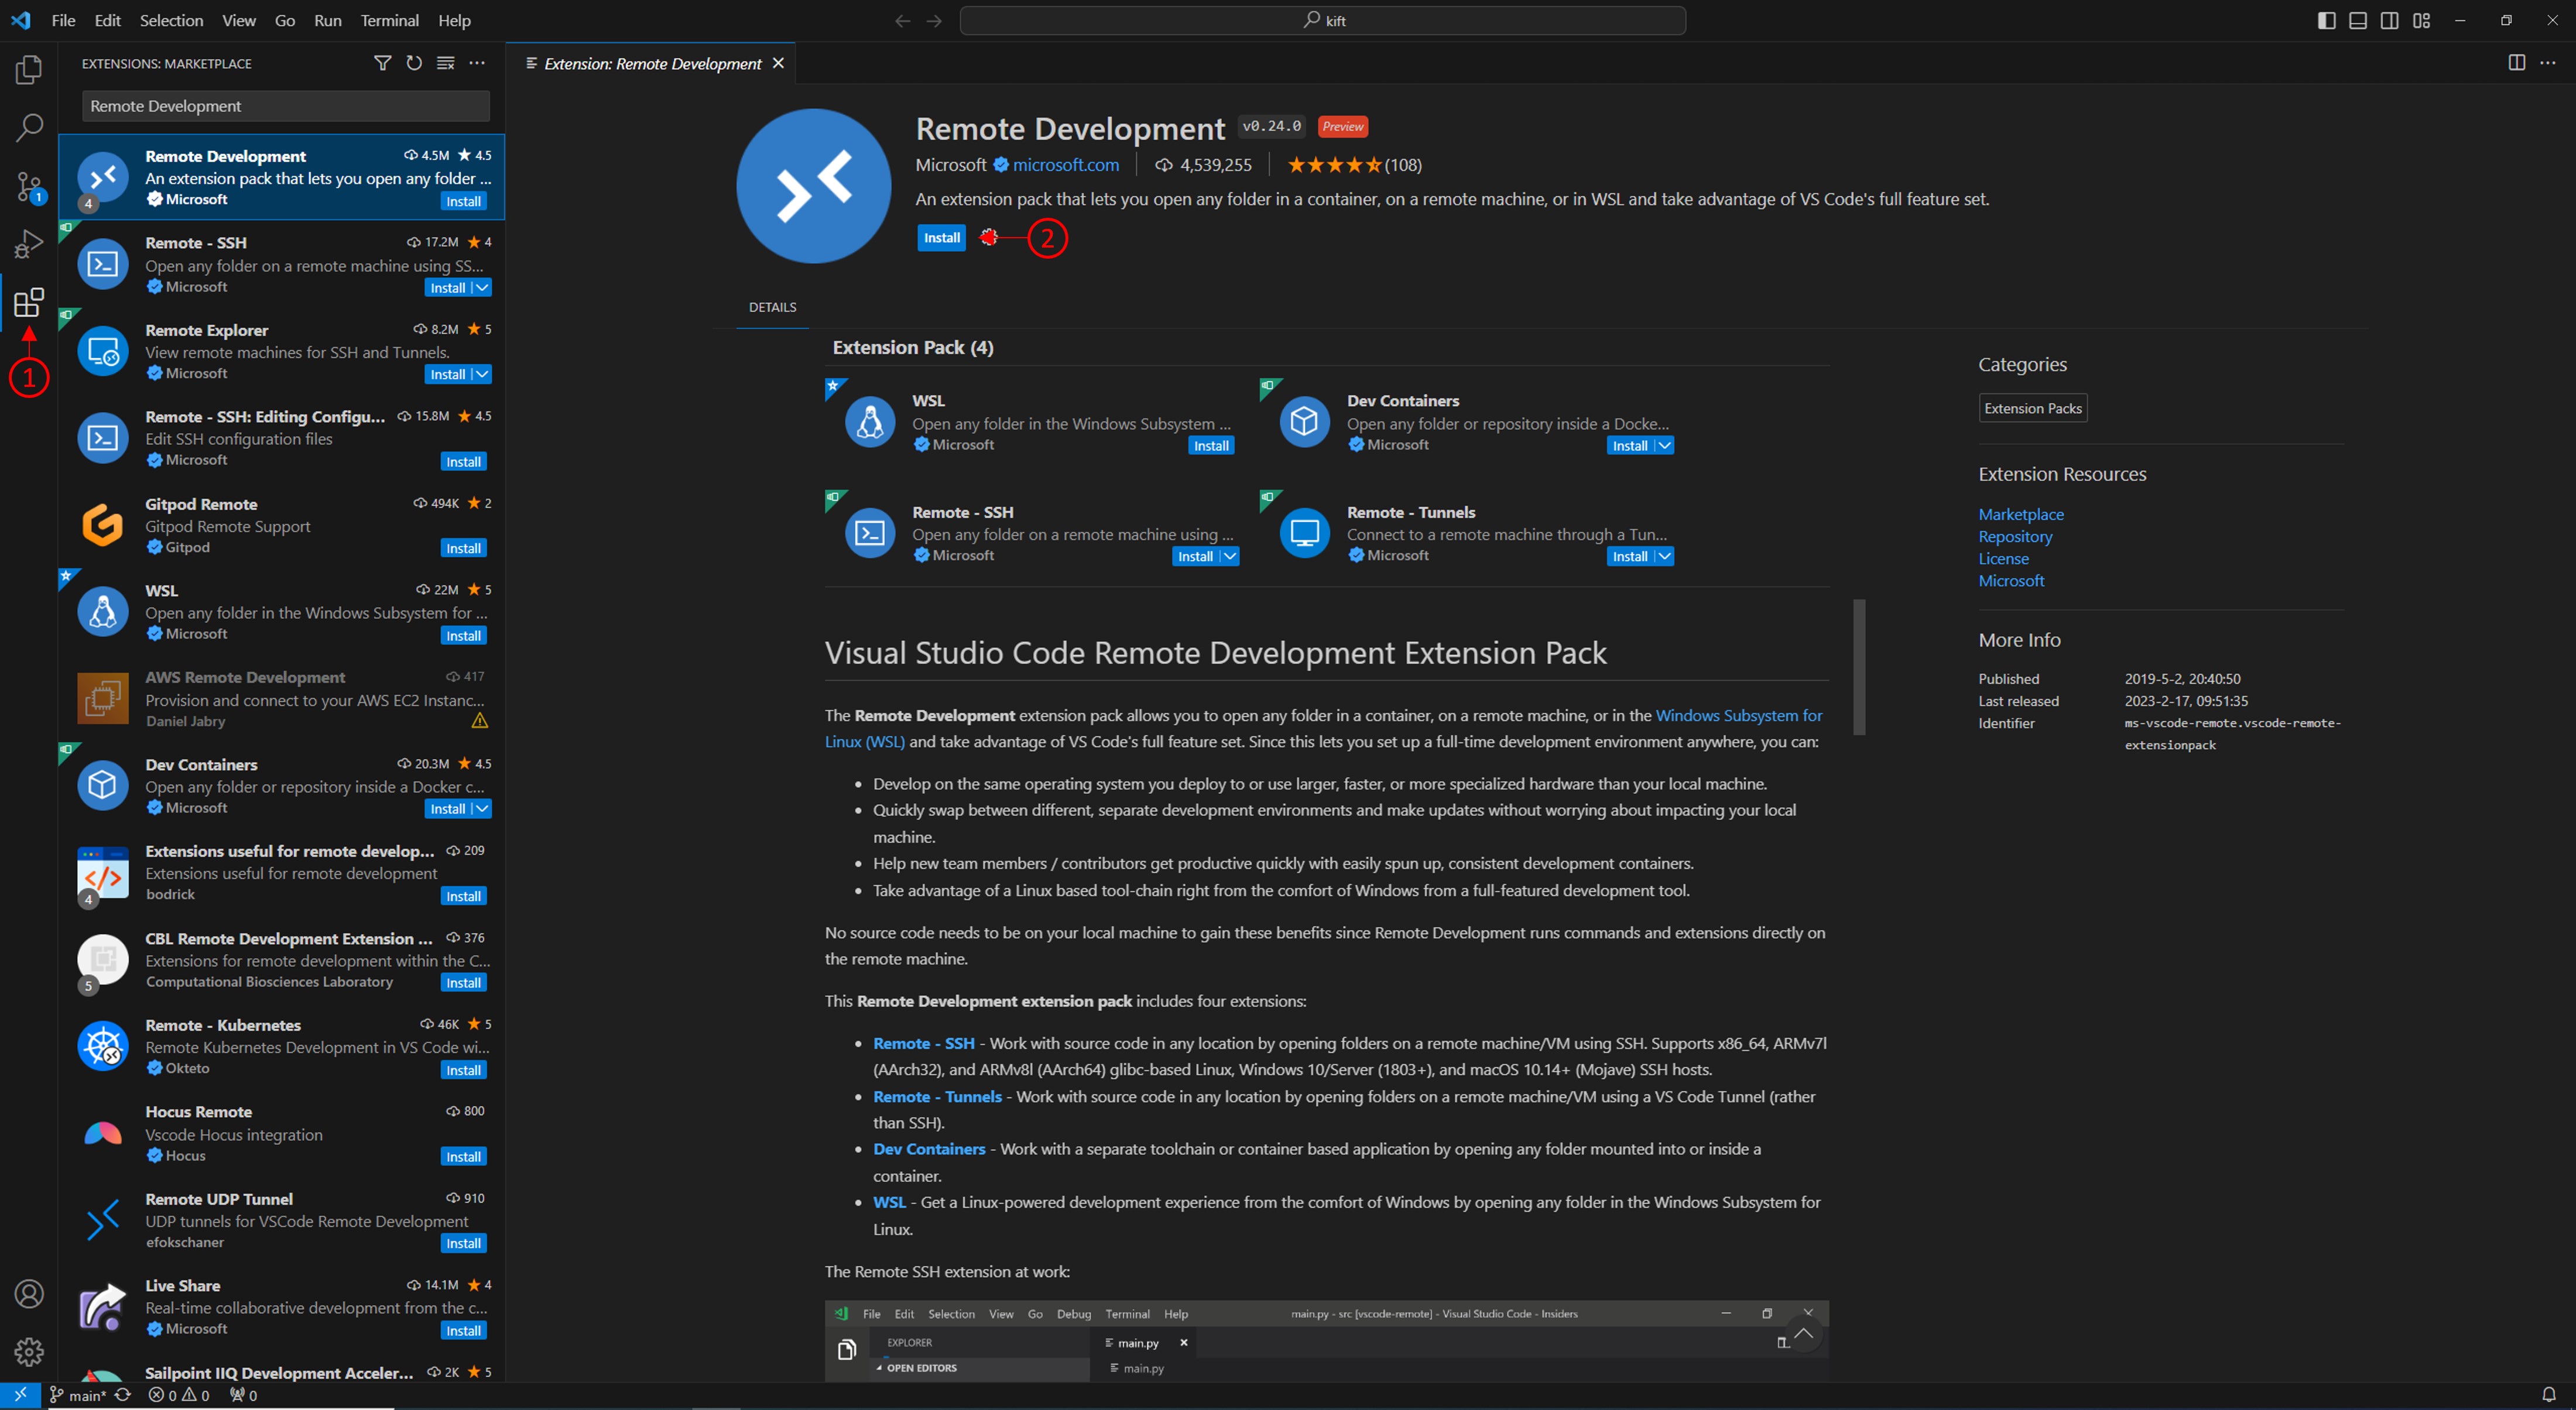 File Edit Selection View Go Run Terminal Help
kift
EXTENSIONS: MARKETPLACE
Remote Development
Remote Development 4.5M 4.5
An extension pack that lets you open any folder ...
Microsoft Install
4
Remote - SSH 17.2M 4
Open any folder on a remote machine using SS...
Microsoft Install
Remote Explorer 8.2M 5
View remote machines for SSH and Tunnels.
Microsoft Install
Remote - SSH: Editing Configu... 15.8M 4.5
Edit SSH configuration files
Microsoft Install
Gitpod Remote 494K 2
Gitpod Remote Support
Gitpod Install
WSL 22M 5
Open any folder in the Windows Subsystem for ...
Microsoft Install
AWS Remote Development 417
Provision and connect to your AWS EC2 Instanc...
Daniel Jabry
Dev Containers 20.3M 4.5
Open any folder or repository inside a Docker c...
Microsoft Install
Extensions useful for remote develop... 209
Extensions useful for remote development
bodrick Install
4
CBL Remote Development Extension ... 376
Extensions for remote development within the C...
Computational Biosciences Laboratory Install
5
Remote - Kubernetes 46K 5
Remote Kubernetes Development in VS Code wi...
Okteto Install
Hocus Remote 800
Vscode Hocus integration
Hocus Install
Remote UDP Tunnel 910
UDP tunnels for VSCode Remote Development
efokschaner Install
Live Share 14.1M 4
Real-time collaborative development from the c...
Microsoft Install
Sailpoint IIQ Development Acceler... 2K 5
1
1
Extension: Remote Development
Remote Development v0.24.0 Preview
Microsoft microsoft.com 4,539,255 (108)
An extension pack that lets you open any folder in a container, on a remote machine, or in WSL and take advantage of VS Code's full feature set.
Install 2
DETAILS
Extension Pack (4)
WSL
Open any folder in the Windows Subsystem ...
Microsoft Install
Dev Containers
Open any folder or repository inside a Docke...
Microsoft Install
Remote - SSH
Open any folder on a remote machine using ...
Microsoft Install
Remote - Tunnels
Connect to a remote machine through a Tun...
Microsoft Install
Visual Studio Code Remote Development Extension Pack
The Remote Development extension pack allows you to open any folder in a container, on a remote machine, or in the Windows Subsystem for
Linux (WSL) and take advantage of VS Code's full feature set. Since this lets you set up a full-time development environment anywhere, you can:
• Develop on the same operating system you deploy to or use larger, faster, or more specialized hardware than your local machine.
• Quickly swap between different, separate development environments and make updates without worrying about impacting your local
machine.
• Help new team members / contributors get productive quickly with easily spun up, consistent development containers.
• Take advantage of a Linux based tool-chain right from the comfort of Windows from a full-featured development tool.
No source code needs to be on your local machine to gain these benefits since Remote Development runs commands and extensions directly on
the remote machine.
This Remote Development extension pack includes four extensions:
• Remote - SSH - Work with source code in any location by opening folders on a remote machine/VM using SSH. Supports x86_64, ARMv7l
(AArch32), and ARMv8l (AArch64) glibc-based Linux, Windows 10/Server (1803+), and macOS 10.14+ (Mojave) SSH hosts.
• Remote - Tunnels - Work with source code in any location by opening folders on a remote machine/VM using a VS Code Tunnel (rather
than SSH).
• Dev Containers - Work with a separate toolchain or container based application by opening any folder mounted into or inside a
container.
• WSL - Get a Linux-powered development experience from the comfort of Windows by opening any folder in the Windows Subsystem for
Linux.
The Remote SSH extension at work:
File Edit Selection View Go Debug Terminal Help main.py - src [vscode-remote] - Visual Studio Code - Insiders
EXPLORER main.py
OPEN EDITORS main.py
Categories
Extension Packs
Extension Resources
Marketplace
Repository
License
Microsoft
More Info
Published 2019-5-2, 20:40:50
Last released 2023-2-17, 09:51:35
Identifier ms-vscode-remote.vscode-remote-
extensionpack
main* 0 0 0